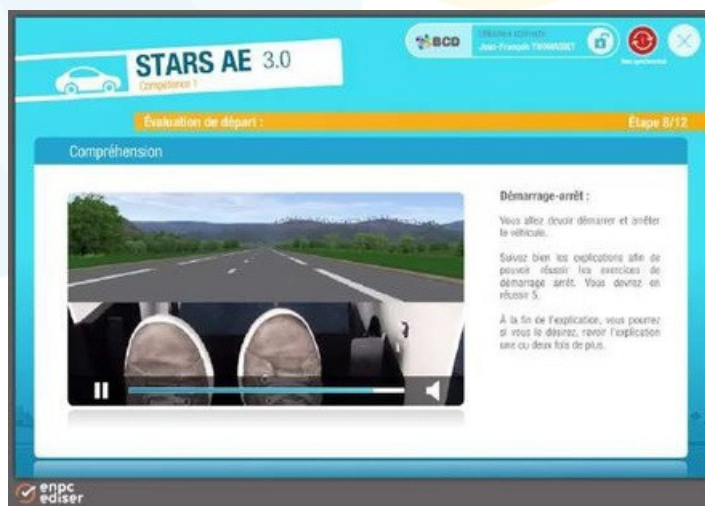 BCD
Jean-François THOMASSET
STARS AE 3.0
Compétence 1
Évaluation de départ :
Étape 8/12
Compréhension
Démarrage-arrêt :
Vous allez devoir démarrer et arrêter
le véhicule.
Suivez bien les explications afin de
pouvoir réussir les exercices de
démarrage arrêt. Vous devrez en
réussir 5.
À la fin de l'explication, vous pourrez
si vous le désirez, revoir l'explication
une ou deux fois de plus.
enpc
ediser